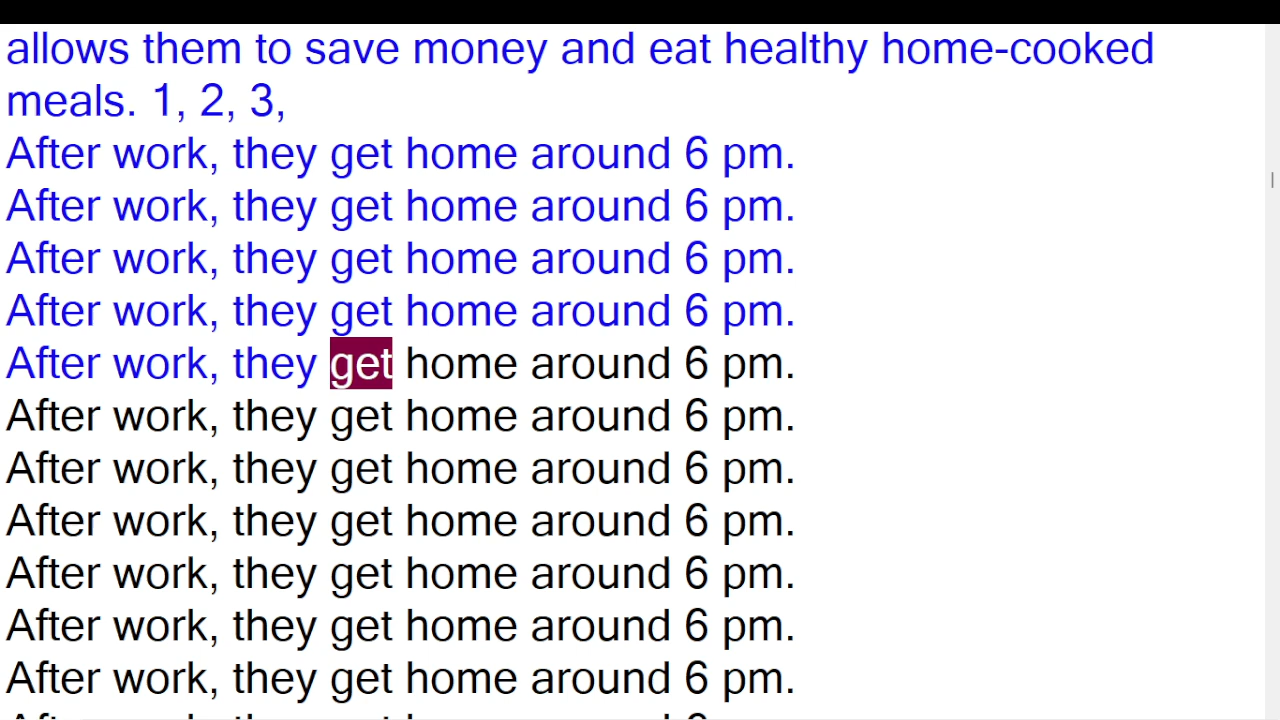 allows them to save money and eat healthy home-cooked
meals. 1, 2, 3,
After work, they get home around 6 pm.
After work, they get home around 6 pm.
After work, they get home around 6 pm.
After work, they get home around 6 pm.
After work, they get home around 6 pm.
After work, they get home around 6 pm.
After work, they get home around 6 pm.
After work, they get home around 6 pm.
After work, they get home around 6 pm.
After work, they get home around 6 pm.
After work, they get home around 6 pm.